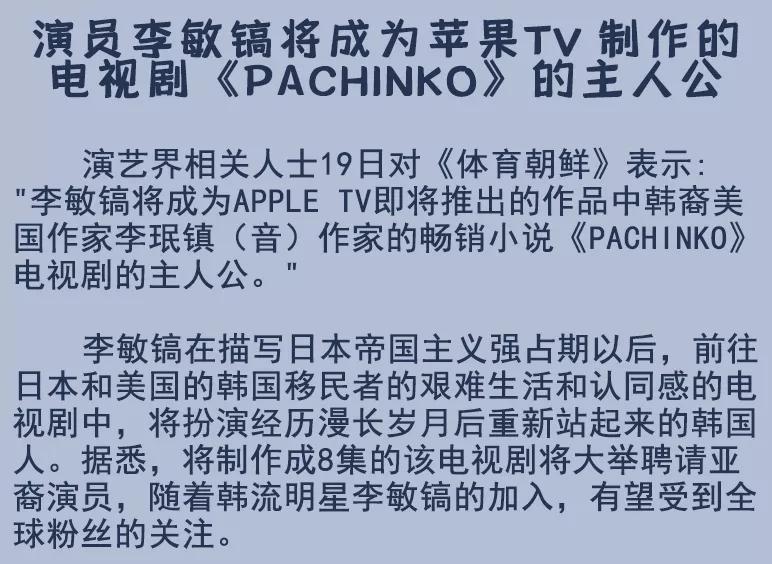 演员李敏镐将成为苹果TV 制作的
电视剧《PACHINKO》的主人公
演艺界相关人士19日对《体育朝鲜》表示:
"李敏镐将成为APPLE TV即将推出的作品中韩裔美
国作家李珉镇（音）作家的畅销小说《PACHINKO》
电视剧的主人公。"
李敏镐在描写日本帝国主义强占期以后，前往
日本和美国的韩国移民者的艰难生活和认同感的电
视剧中，将扮演经历漫长岁月后重新站起来的韩国
人。据悉，将制作成8集的该电视剧将大举聘请亚
裔演员，随着韩流明星李敏镐的加入，有望受到全
球粉丝的关注。